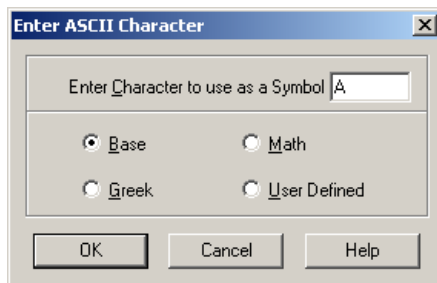 Enter ASCII Character
Enter Character to use as a Symbol A
Base Math
Greek User Defined
OK Cancel Help